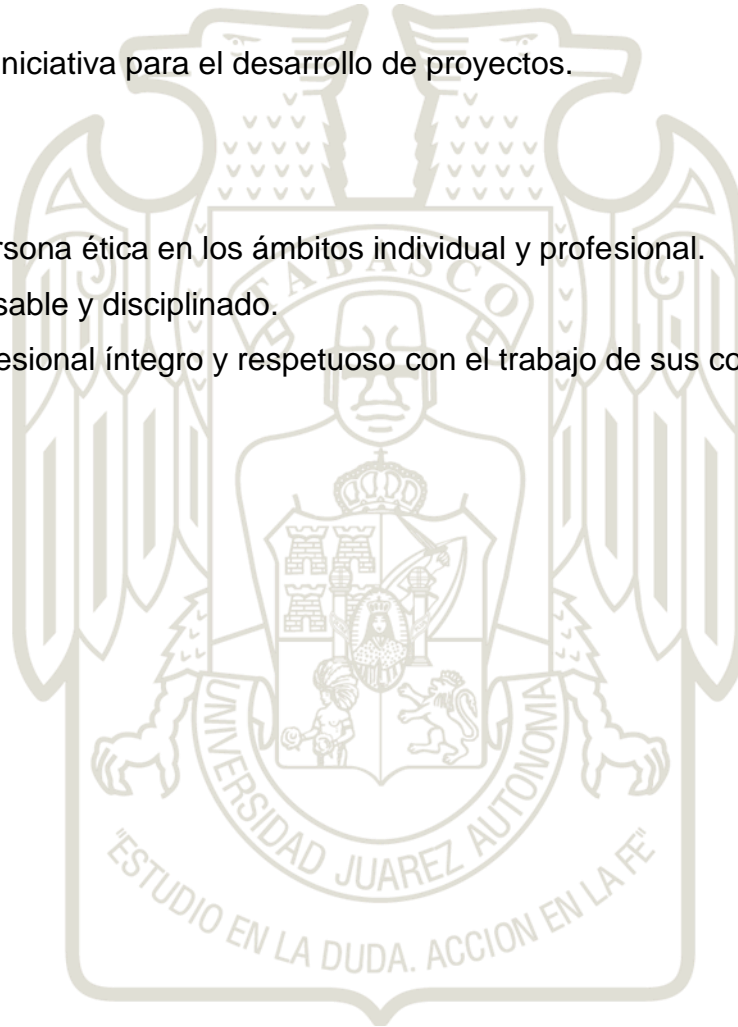 niciativa para el desarrollo de proyectos.
rsona ética en los ámbitos individual y profesional.
sable y disciplinado.
esional íntegro y respetuoso con el trabajo de sus co
TABASCO
UNIVERSIDAD JUAREZ AUTONOMA
"ESTUDIO EN LA DUDA. ACCION EN LA FE"